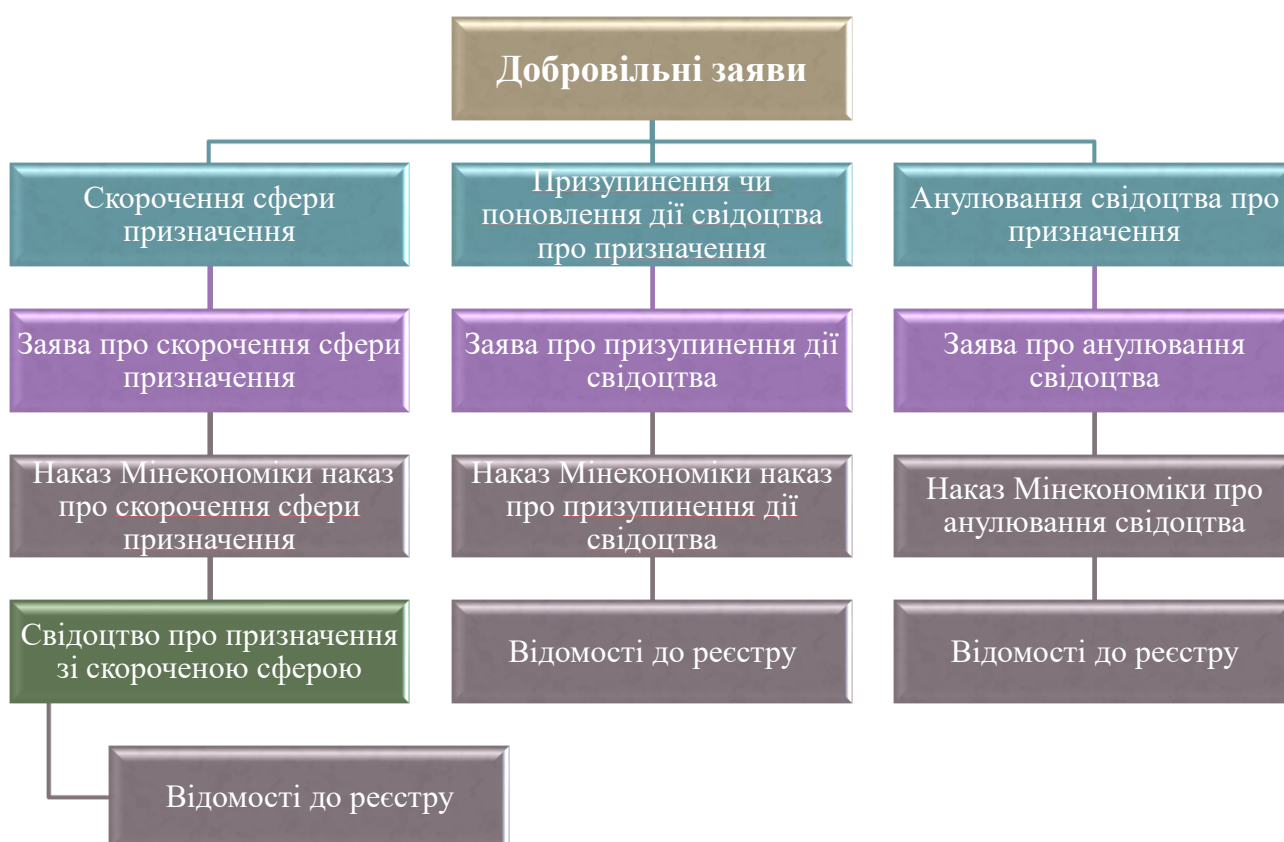 Добровільні заяви
Скорочення сфери
призначення
Призупинення чи
поновлення дії свідоцтва
про призначення
Анулювання свідоцтва про
призначення
Заява про скорочення сфери
призначення
Заява про призупинення дії
свідоцтва
Заява про анулювання
свідоцтва
Наказ Мінекономіки наказ
про скорочення сфери
призначення
Наказ Мінекономіки наказ
про призупинення дії
свідоцтва
Наказ Мінекономіки про
анулювання свідоцтва
Свідоцтво про призначення
зі скороченою сферою
Відомості до реєстру
Відомості до реєстру
Відомості до реєстру